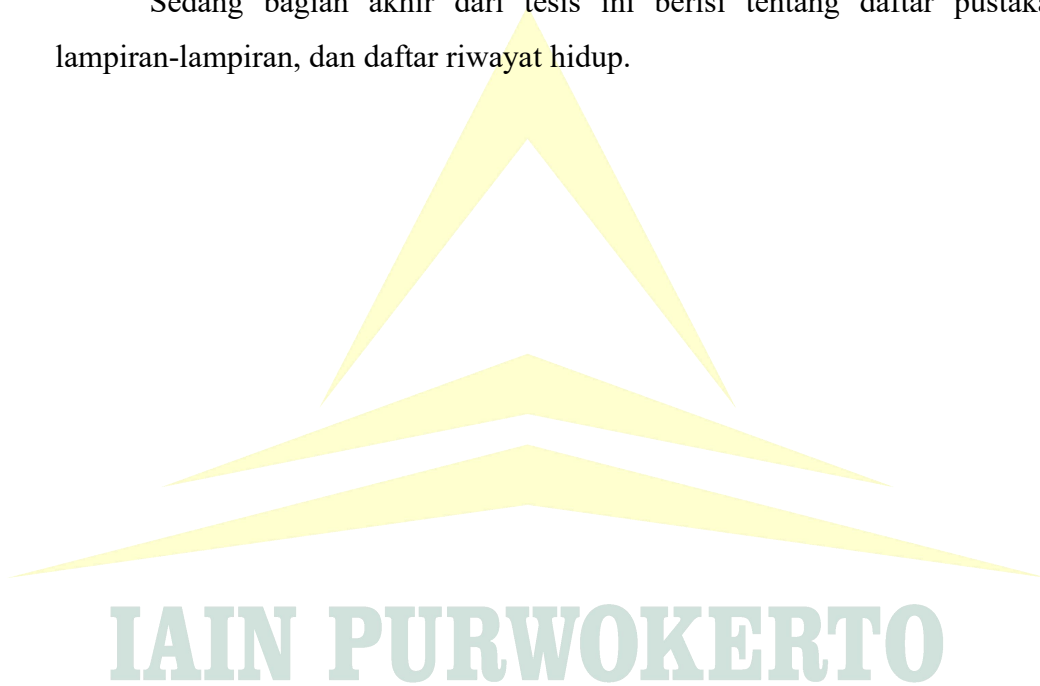 Sedang bagian akhir dari tesis ini berisi tentang daftar pustaka
lampiran-lampiran, dan daftar riwayat hidup.
IAIN PURWOKERTO